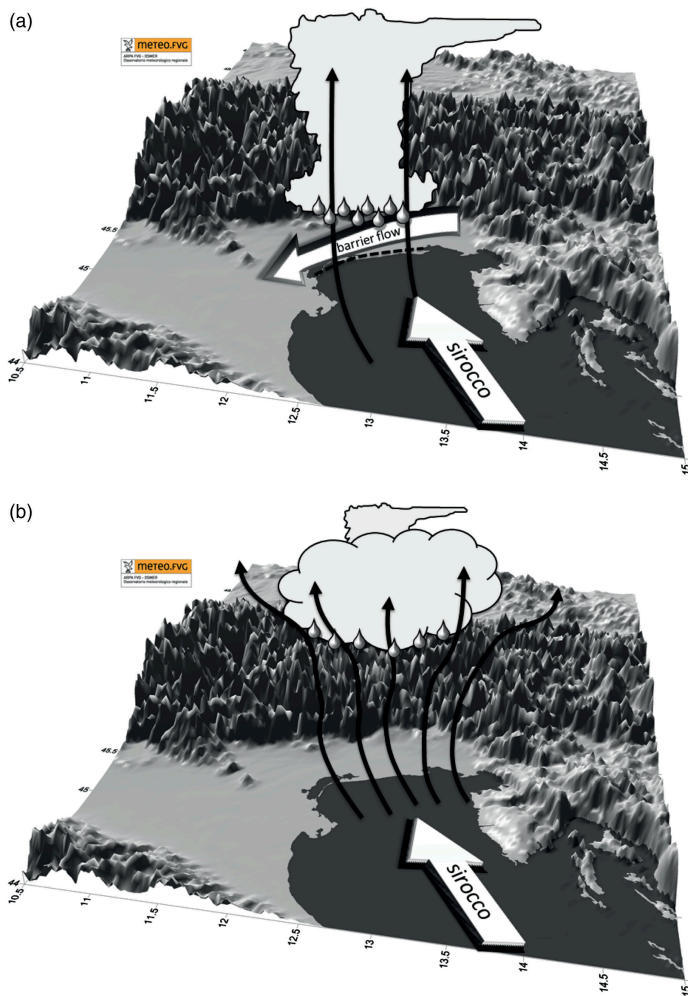 (a)
meteo.FVG
ARPA FVG - OSMER
Osservatorio meteorologico regionale
barrier flow
sirocco
45.5
45
44
10.5
11
11.5
12
12.5
13
13.5
14
14.5
15
(b)
meteo.FVG
ARPA FVG - OSMER
Osservatorio meteorologico regionale
sirocco
45.5
45
44
10.5
11
11.5
12
12.5
13
13.5
14
14.5
15